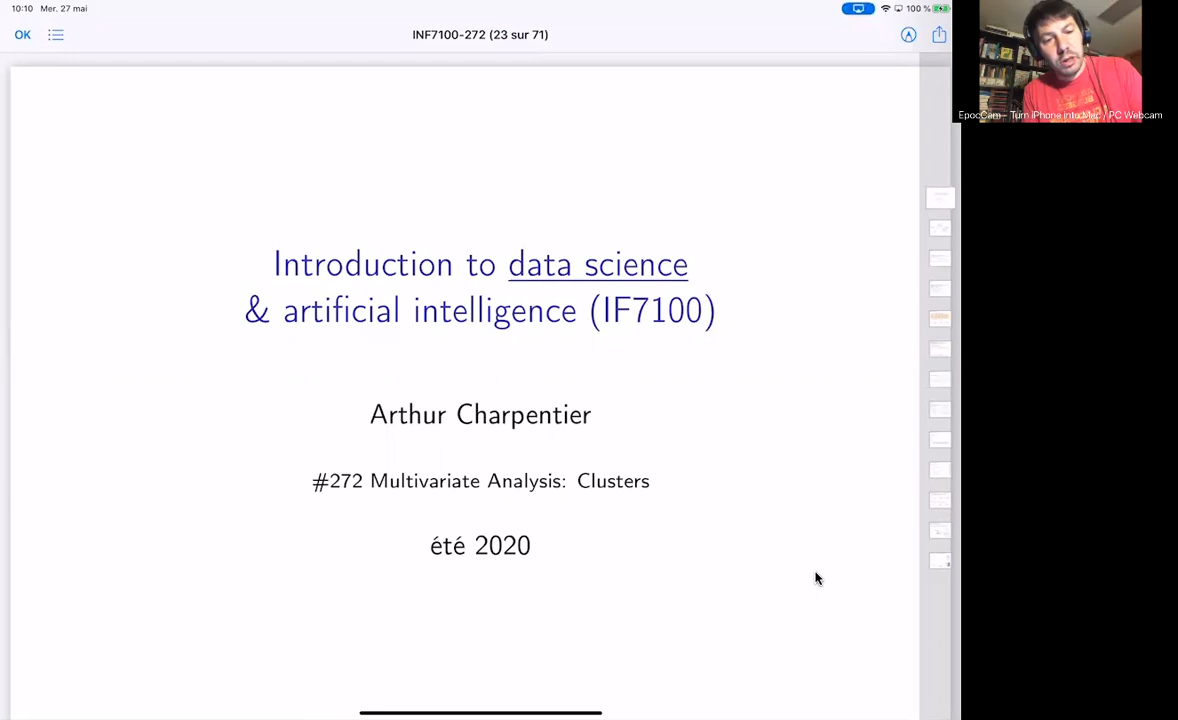 10:10 Mer. 27 mai
100 %
OK
INF7100-272 (23 sur 71)
EpocCam - Turn iPhone into Mac / PC Webcam
Introduction to data science
& artificial intelligence (IF7100)
Arthur Charpentier
#272 Multivariate Analysis: Clusters
été 2020